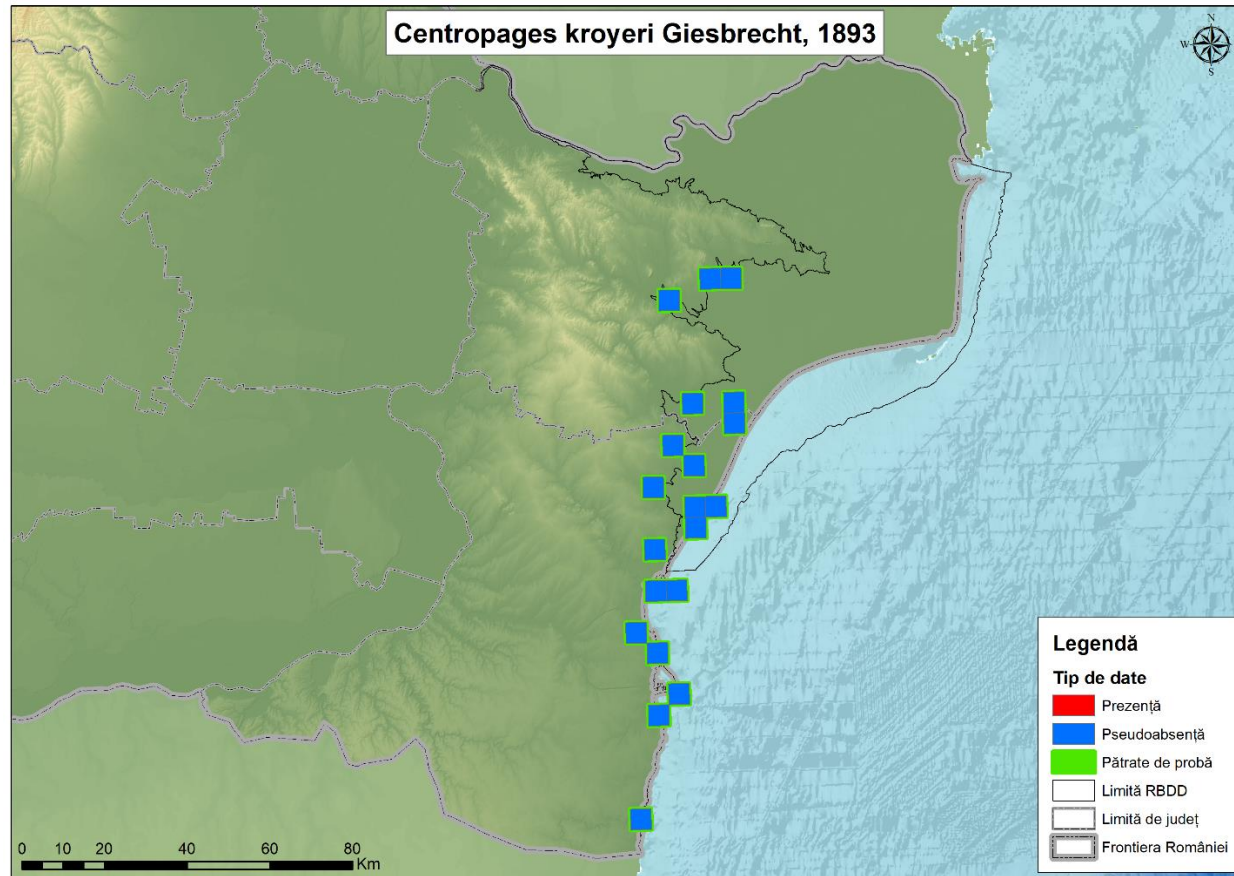 Centropages kroyeri Giesbrecht, 1893
N
W
E
S
Legendă
Tip de date
Prezență
Pseudoabsență
Pătrate de probă
Limită RBDD
Limită de județ
Frontiera României
0 5 10 20 40 60 80
Km